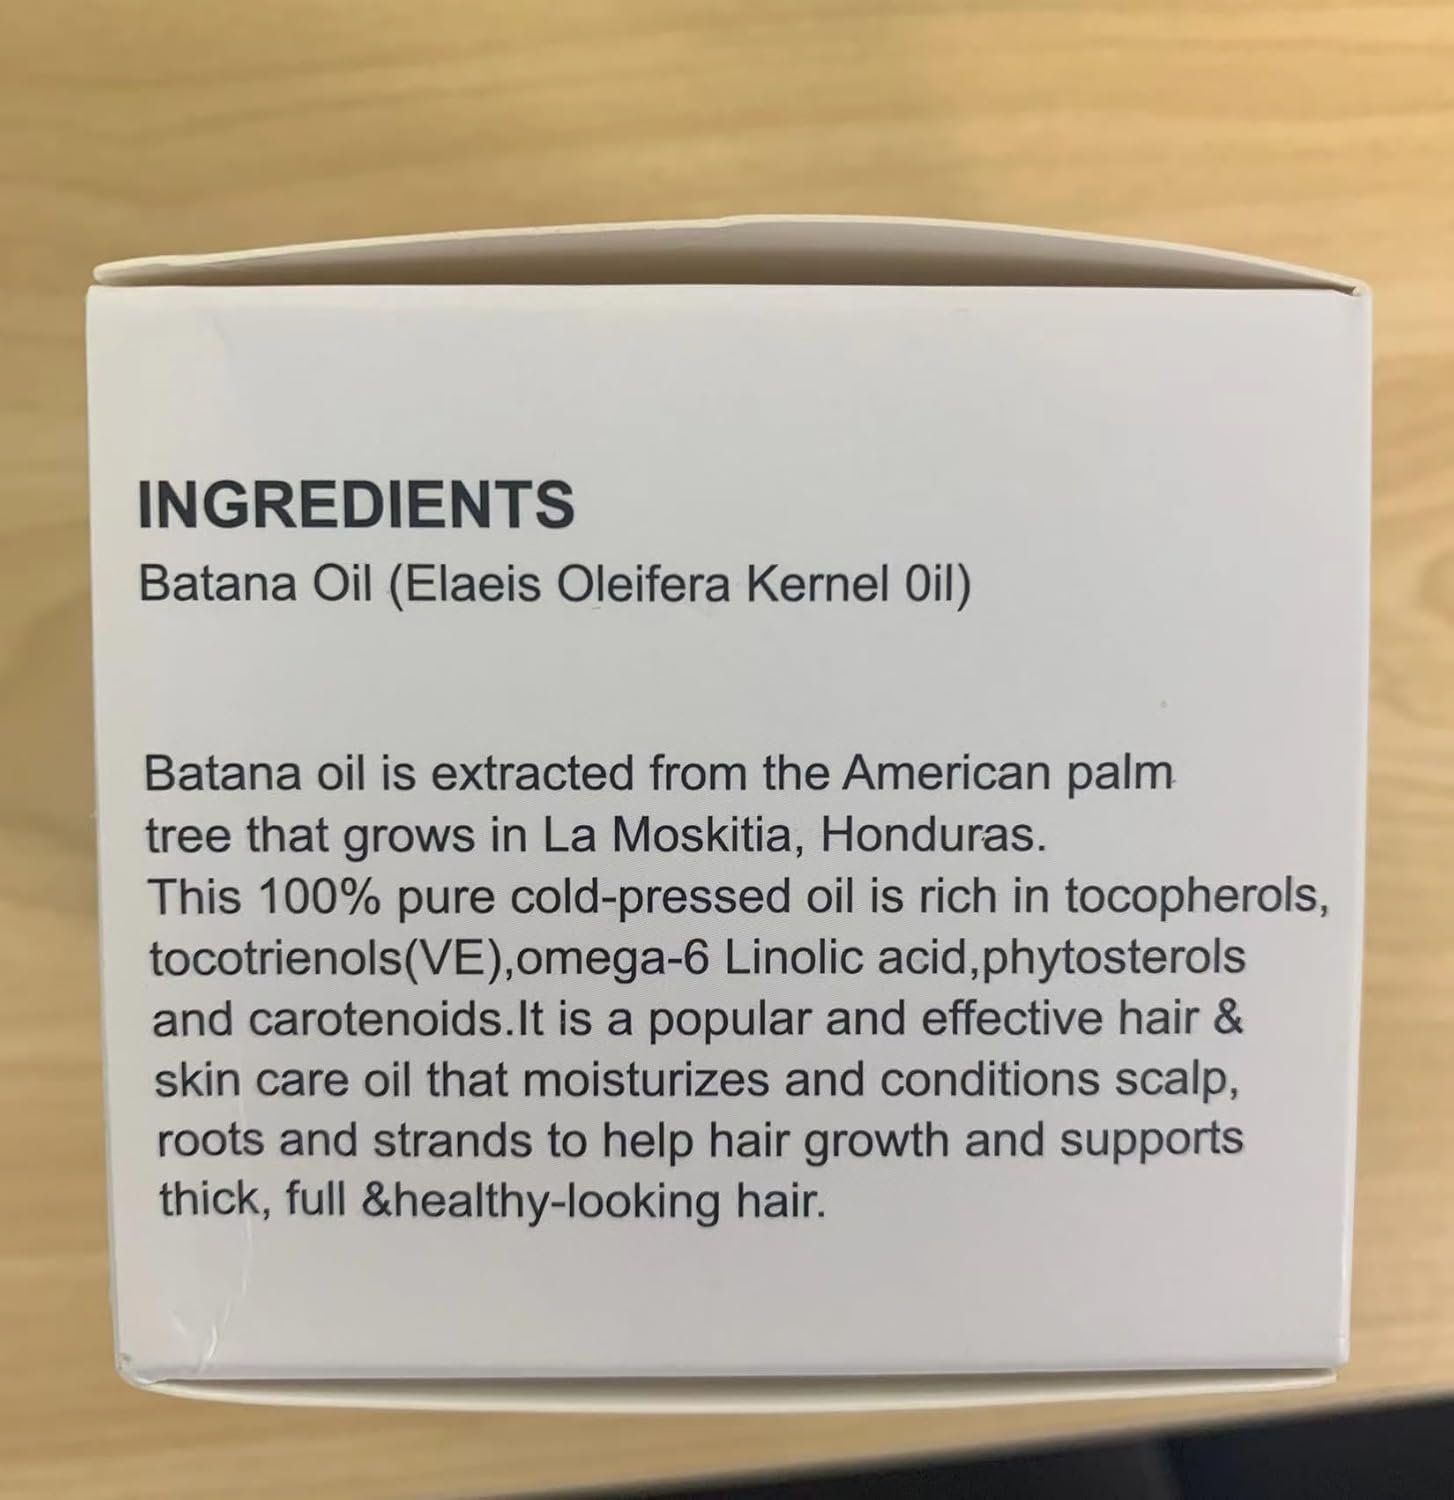 INGREDIENTS
Batana Oil (Elaeis Oleifera Kernel 0il)
Batana oil is extracted from the American palm
tree that grows in La Moskitia, Honduras.
This 100% pure cold-pressed oil is rich in tocopherols,
tocotrienols(VE),omega-6 Linolic acid,phytosterols
and carotenoids.It is a popular and effective hair &
skin care oil that moisturizes and conditions scalp,
roots and strands to help hair growth and supports
thick, full &healthy-looking hair.